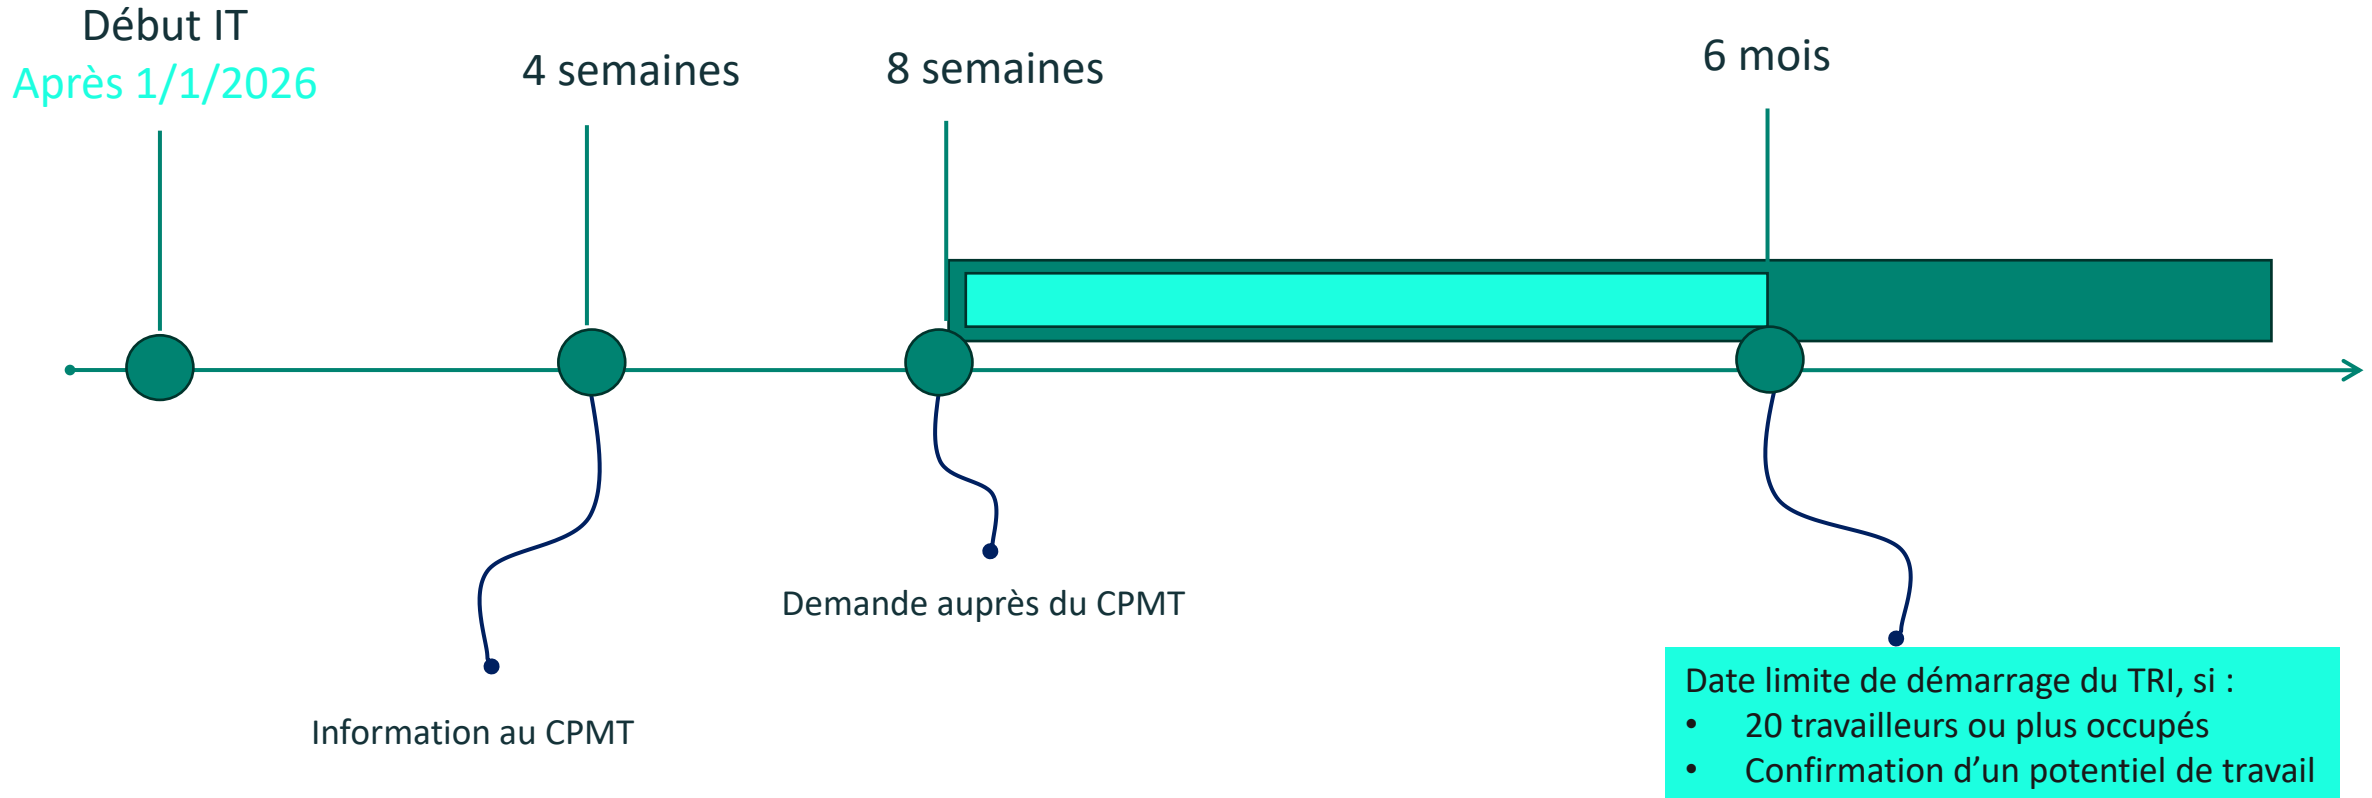 Début IT
Après 1/1/2026
4 semaines
8 semaines
6 mois
Demande auprès du CPMT
Information au CPMT
Date limite de démarrage du TRI, si :
• 20 travailleurs ou plus occupés
• Confirmation d’un potentiel de travail